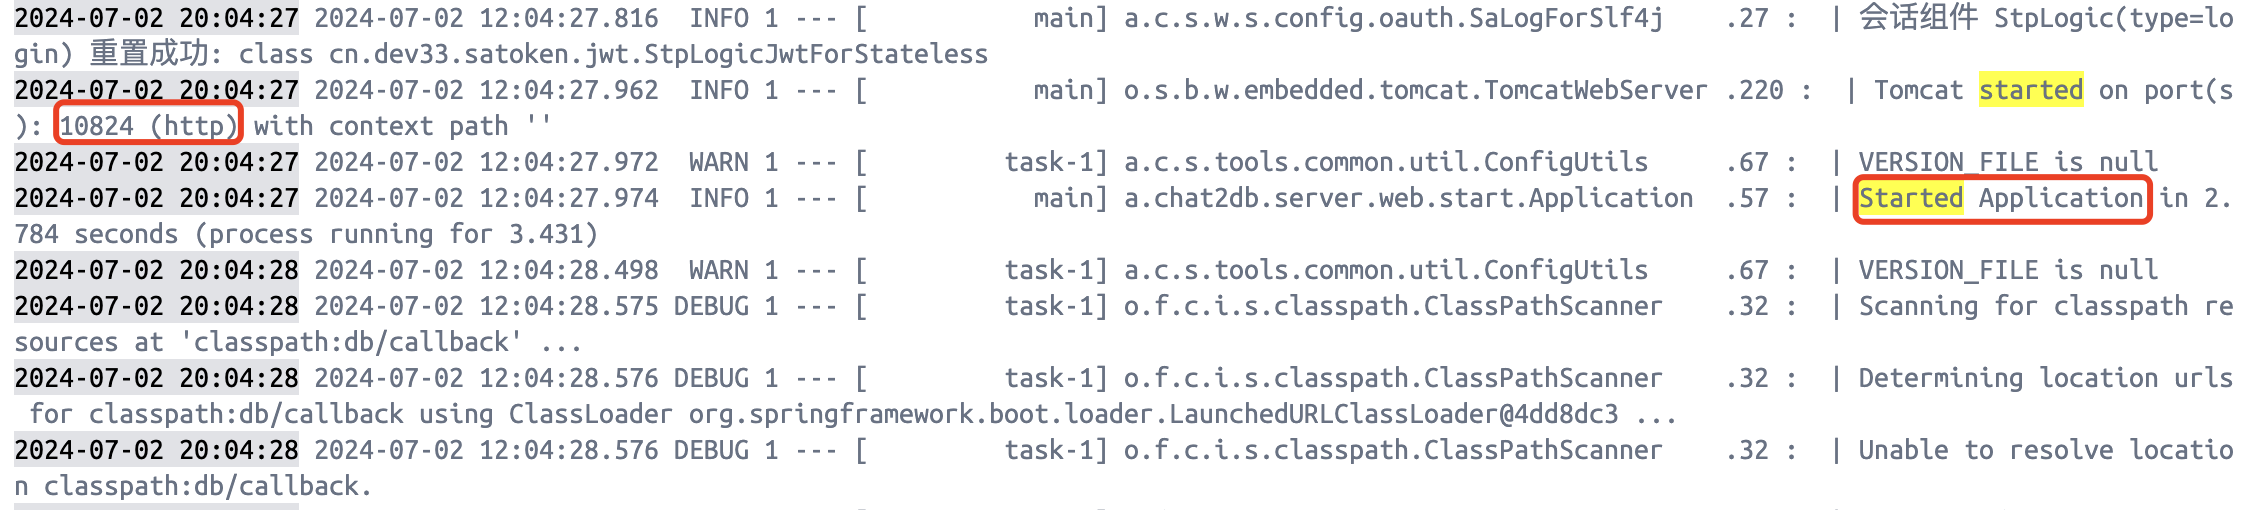 2024-07-02 20:04:27 2024-07-02 12:04:27.816  INFO 1 --- [           main] a.c.s.w.s.config.oauth.SaLogForSlf4j    .27 :  | 会话组件 StpLogic(type=lo
gin) 重置成功: class cn.dev33.satoken.jwt.StpLogicJwtForStateless
2024-07-02 20:04:27 2024-07-02 12:04:27.962  INFO 1 --- [           main] o.s.b.w.embedded.tomcat.TomcatWebServer .220 :  | Tomcat started on port(s
): 10824 (http) with context path ''
2024-07-02 20:04:27 2024-07-02 12:04:27.972  WARN 1 --- [         task-1] a.c.s.tools.common.util.ConfigUtils     .67 :  | VERSION_FILE is null
2024-07-02 20:04:27 2024-07-02 12:04:27.974  INFO 1 --- [           main] a.chat2db.server.web.start.Application  .57 :  | Started Application in 2.
784 seconds (process running for 3.431)
2024-07-02 20:04:28 2024-07-02 12:04:28.498  WARN 1 --- [         task-1] a.c.s.tools.common.util.ConfigUtils     .67 :  | VERSION_FILE is null
2024-07-02 20:04:28 2024-07-02 12:04:28.575 DEBUG 1 --- [         task-1] o.f.c.i.s.classpath.ClassPathScanner    .32 :  | Scanning for classpath re
sources at 'classpath:db/callback' ...
2024-07-02 20:04:28 2024-07-02 12:04:28.576 DEBUG 1 --- [         task-1] o.f.c.i.s.classpath.ClassPathScanner    .32 :  | Determining location urls
 for classpath:db/callback using ClassLoader org.springframework.boot.loader.LaunchedURLClassLoader@4dd8dc3 ...
2024-07-02 20:04:28 2024-07-02 12:04:28.576 DEBUG 1 --- [         task-1] o.f.c.i.s.classpath.ClassPathScanner    .32 :  | Unable to resolve locatio
n classpath:db/callback.